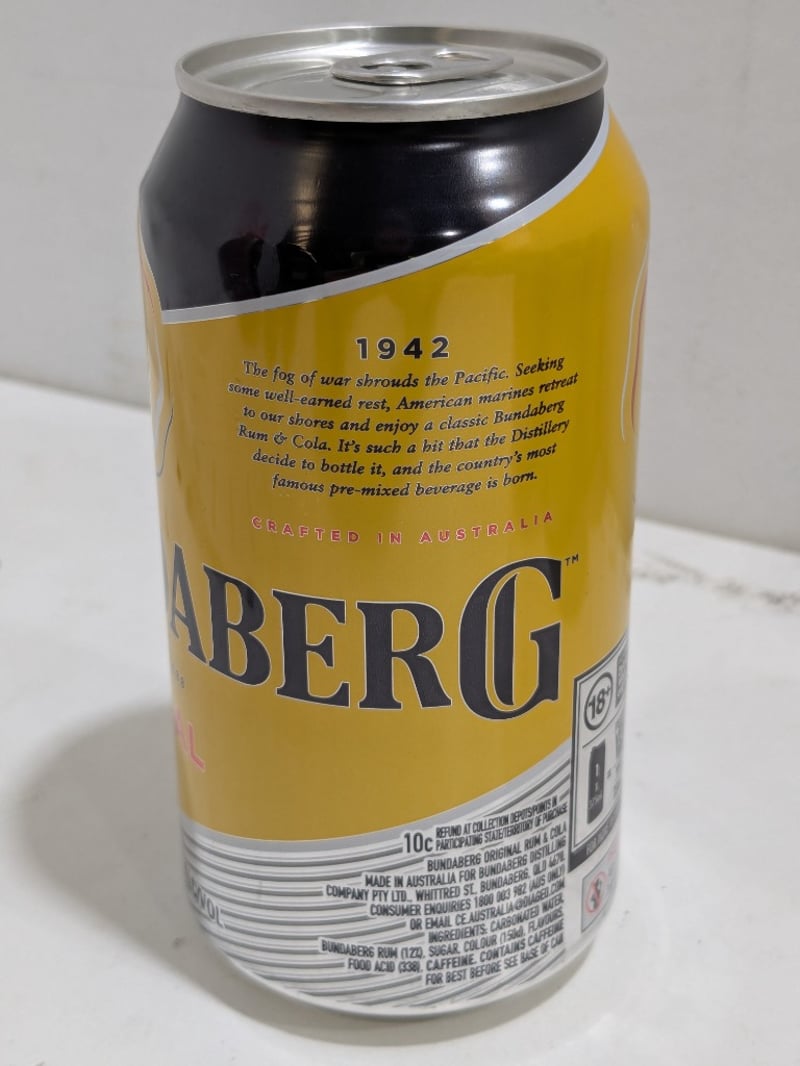 1942
The fog of war shrouds the Pacific. Seeking
some well-earned rest, American marines retreat
to our shores and enjoy a classic Bundaberg
Rum & Cola. It's such a hit that the Distillery
decide to bottle it, and the country's most
famous pre-mixed beverage is born.
CRAFTED IN AUSTRALIA
ABERG™
AL
18+
10c REFUND AT COLLECTION DEPOTS/POINTS IN
PARTICIPATING STATE/TERRITORY OF PURCHASE
BUNDABERG ORIGINAL RUM & COLA
MADE IN AUSTRALIA FOR BUNDABERG DISTILLING
COMPANY PTY LTD., WHITTRED ST, BUNDABERG, QLD 4670.
CONSUMER ENQUIRIES 1800 003 982 (AUS ONLY)
OR EMAIL CE.AUSTRALIA@DIAGEO.COM
INGREDIENTS: CARBONATED WATER,
BUNDABERG RUM (12%), SUGAR, COLOUR (150d), FLAVOURS,
FOOD ACID (338), CAFFEINE. CONTAINS CAFFEINE
FOR BEST BEFORE SEE BASE OF CAN